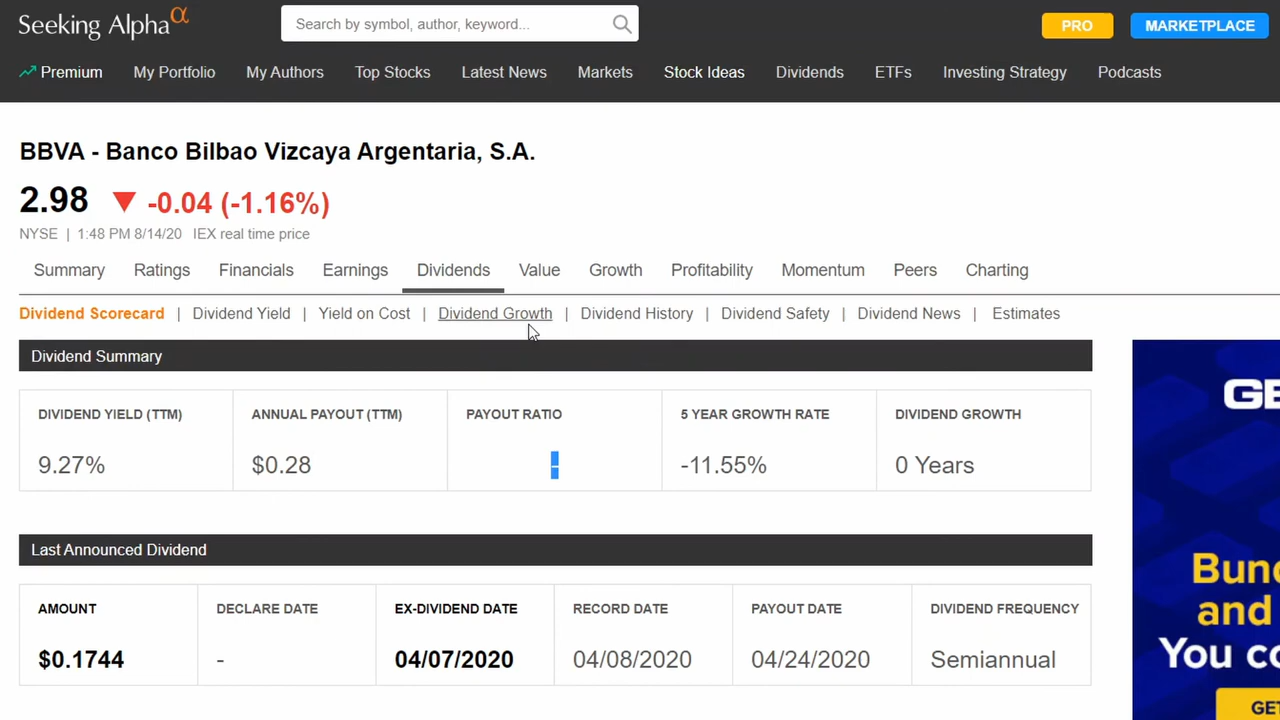 Seeking Alpha α
Search by symbol, author, keyword...
PRO
MARKETPLACE
Premium My Portfolio My Authors Top Stocks Latest News Markets Stock Ideas Dividends ETFs Investing Strategy Podcasts
BBVA - Banco Bilbao Vizcaya Argentaria, S.A.
2.98 ▼ -0.04 (-1.16%)
NYSE | 1:48 PM 8/14/20 IEX real time price
Summary Ratings Financials Earnings Dividends Value Growth Profitability Momentum Peers Charting
Dividend Scorecard | Dividend Yield | Yield on Cost | Dividend Growth | Dividend History | Dividend Safety | Dividend News | Estimates
Dividend Summary
DIVIDEND YIELD (TTM) ANNUAL PAYOUT (TTM) PAYOUT RATIO 5 YEAR GROWTH RATE DIVIDEND GROWTH
9.27% $0.28 - -11.55% 0 Years
Last Announced Dividend
AMOUNT DECLARE DATE EX-DIVIDEND DATE RECORD DATE PAYOUT DATE DIVIDEND FREQUENCY
$0.1744 - 04/07/2020 04/08/2020 04/24/2020 Semiannual
and
You
GET